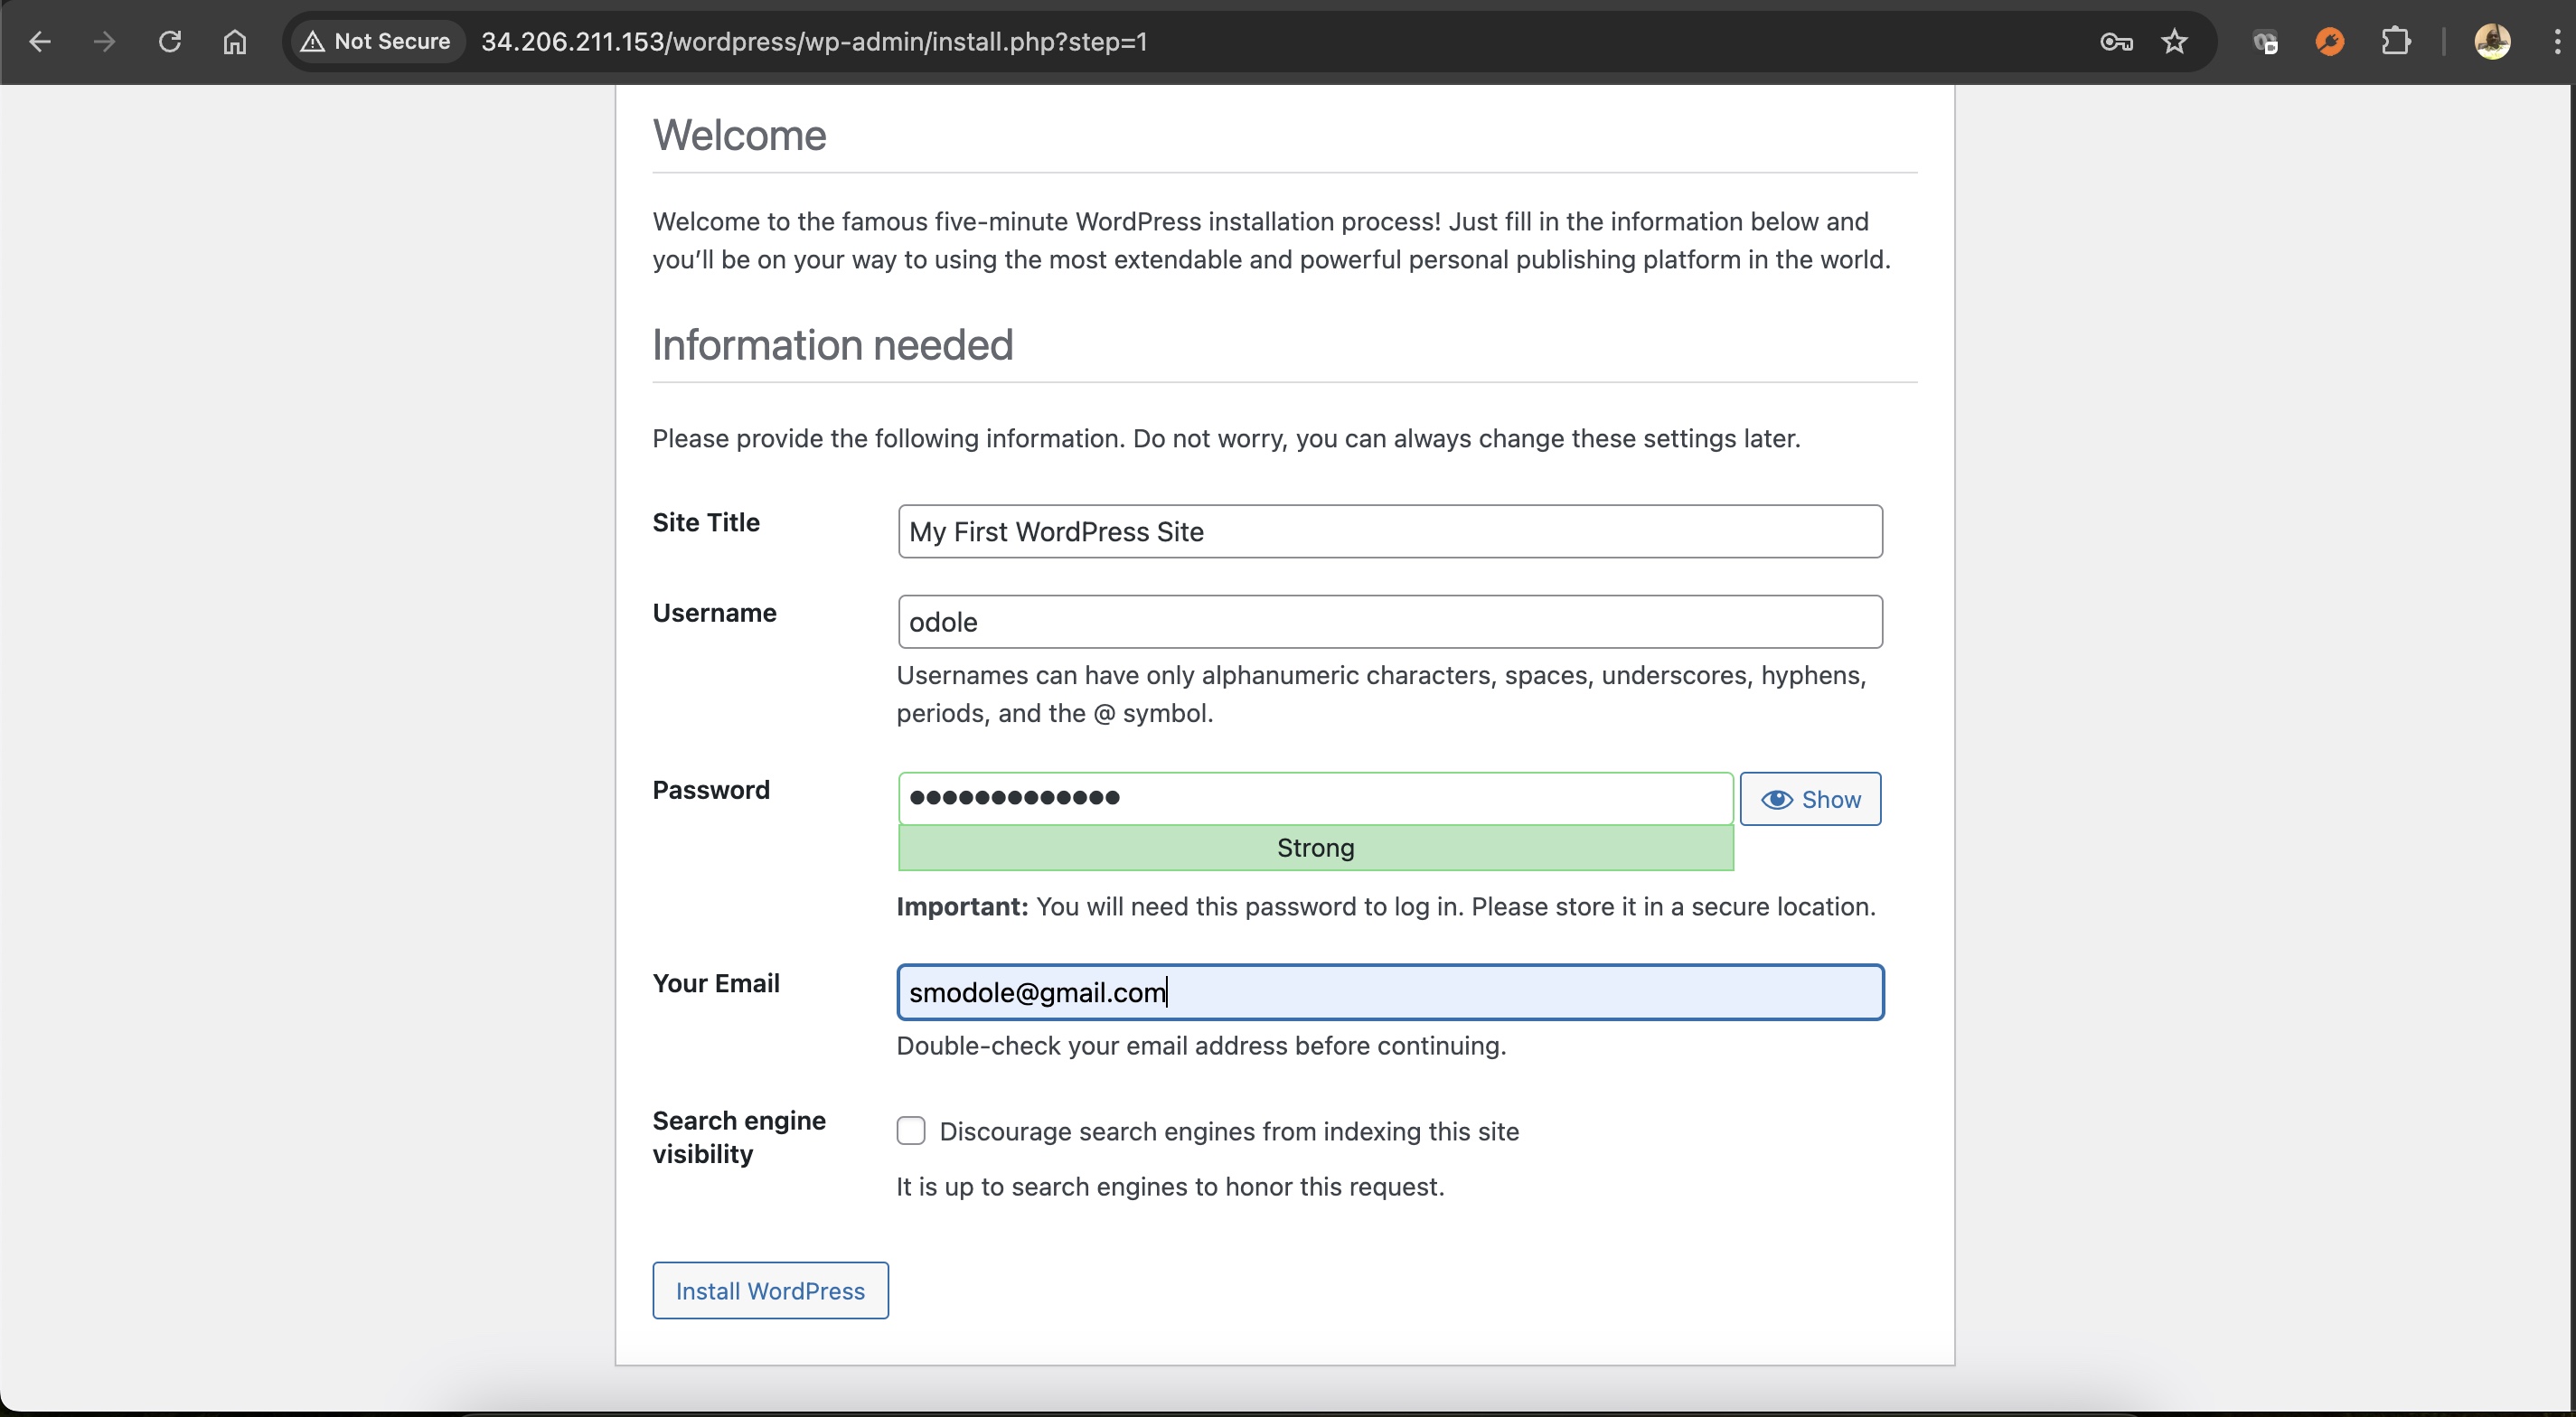 Not Secure 34.206.211.153/wordpress/wp-admin/install.php?step=1
Welcome
Welcome to the famous five-minute WordPress installation process! Just fill in the information below and
you’ll be on your way to using the most extendable and powerful personal publishing platform in the world.
Information needed
Please provide the following information. Do not worry, you can always change these settings later.
Site Title
My First WordPress Site
Username
odole
Usernames can have only alphanumeric characters, spaces, underscores, hyphens,
periods, and the @ symbol.
Password
•••••••••••••
Show
Strong
Important: You will need this password to log in. Please store it in a secure location.
Your Email
smodole@gmail.com
Double-check your email address before continuing.
Search engine
visibility
Discourage search engines from indexing this site
It is up to search engines to honor this request.
Install WordPress